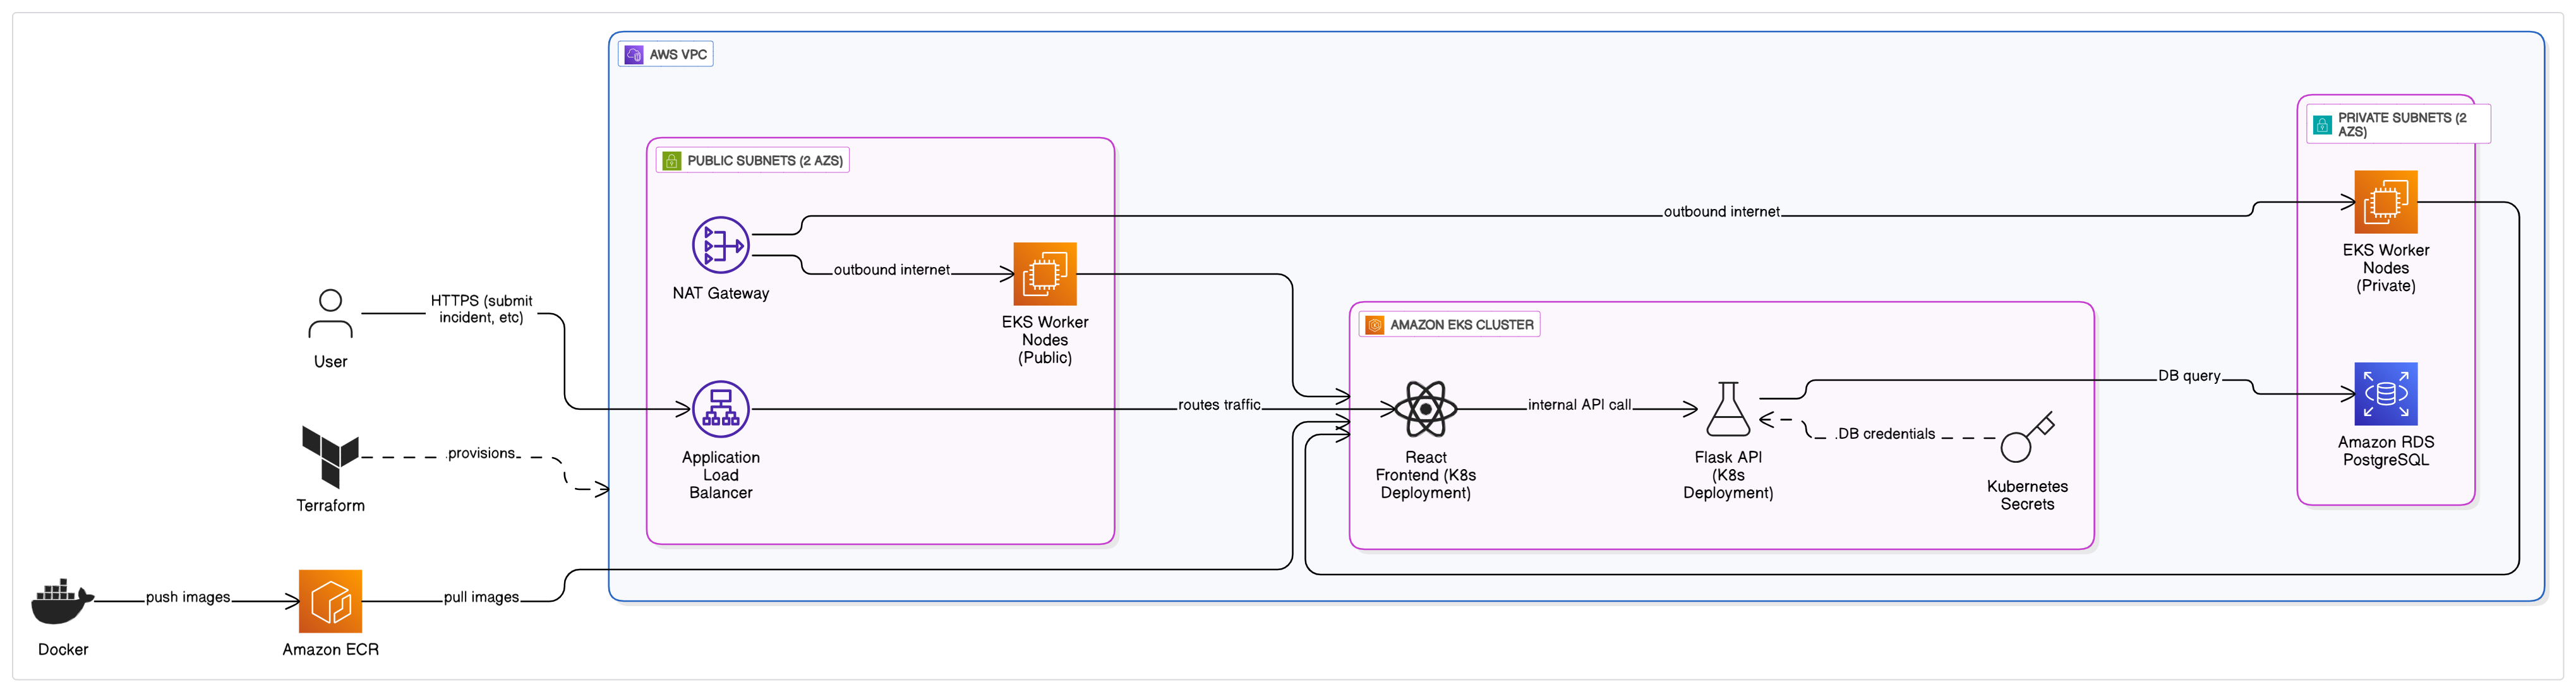 AWS VPC
PRIVATE SUBNETS (2
AZS)
PUBLIC SUBNETS (2 AZS)
outbound internet
EKS Worker
Nodes
(Private)
outbound internet
NAT Gateway
EKS Worker
Nodes
(Public)
HTTPS (submit
incident, etc)
User
AMAZON EKS CLUSTER
DB query
routes traffic
internal API call
DB credentials
Application
Load
Balancer
React
Frontend (K8s
Deployment)
Flask API
(K8s
Deployment)
Kubernetes
Secrets
Amazon RDS
PostgreSQL
provisions
Terraform
push images
pull images
Docker
Amazon ECR